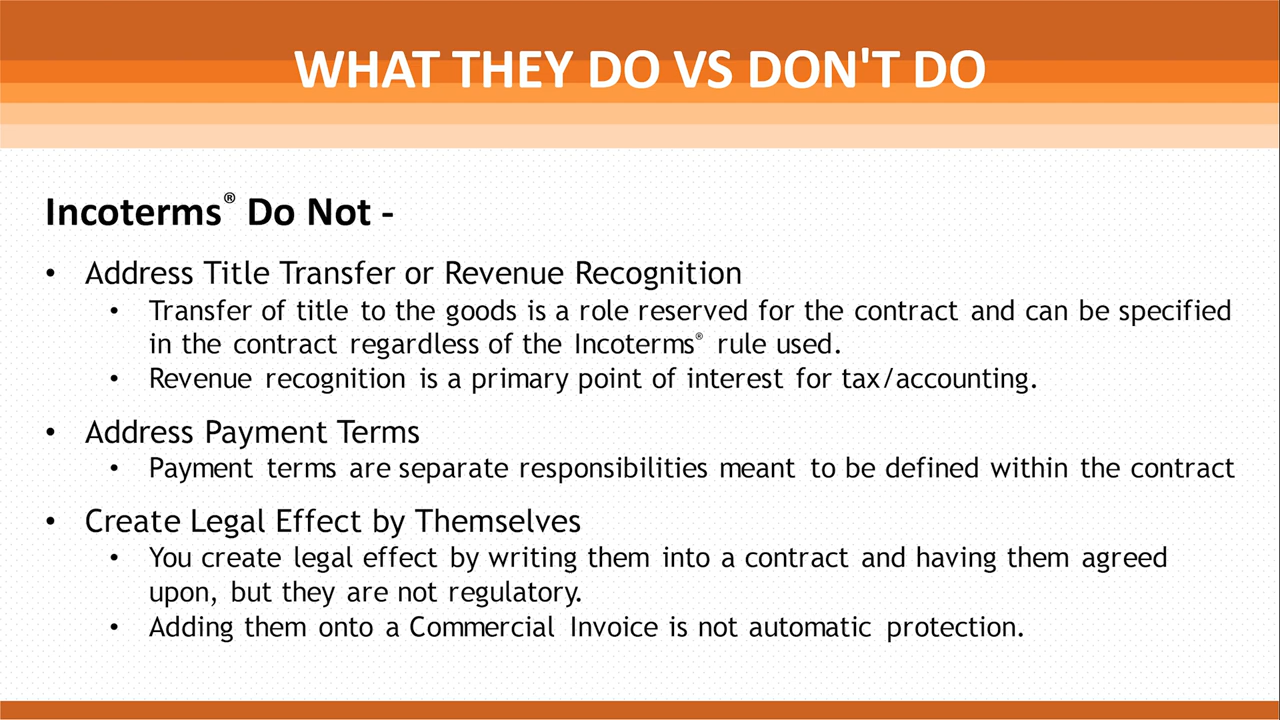 WHAT THEY DO VS DON'T DO
Incoterms® Do Not -
• Address Title Transfer or Revenue Recognition
• Transfer of title to the goods is a role reserved for the contract and can be specified
in the contract regardless of the Incoterms® rule used.
• Revenue recognition is a primary point of interest for tax/accounting.
• Address Payment Terms
• Payment terms are separate responsibilities meant to be defined within the contract
• Create Legal Effect by Themselves
• You create legal effect by writing them into a contract and having them agreed
upon, but they are not regulatory.
• Adding them onto a Commercial Invoice is not automatic protection.